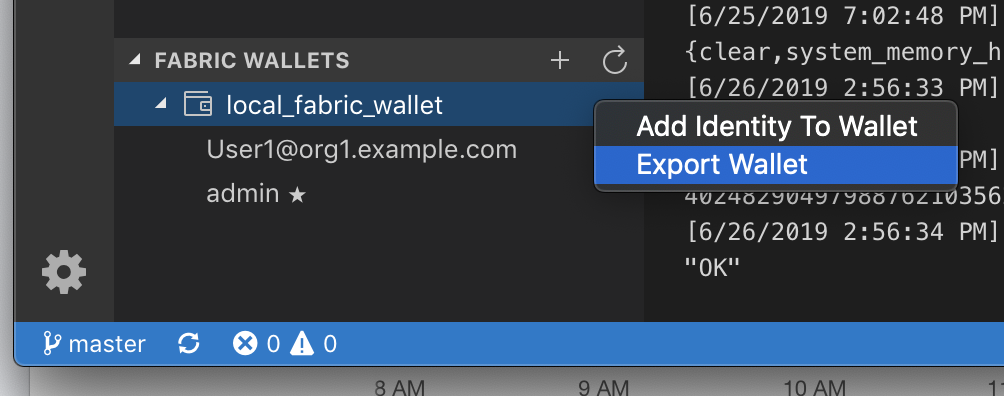 [6/25/2019 7:02:48 PM]
FABRIC WALLETS
{clear,system_memory_h
local_fabric_wallet
[6/26/2019 2:56:33 PM]
Add Identity To Wallet
User1@org1.example.com
Export Wallet
PM]
admin ★
[6/26/2019 2:56:34 PM]
"OK"
master 0 0
8 AM 9 AM 10 AM 11